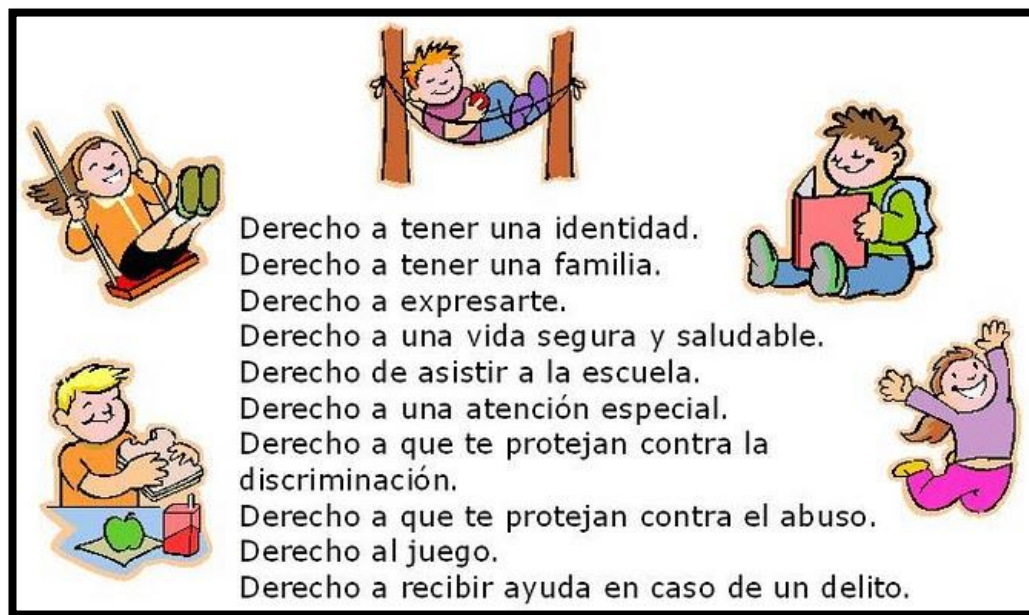 Derecho a tener una identidad.
Derecho a tener una familia.
Derecho a expresarte.
Derecho a una vida segura y saludable.
Derecho de asistir a la escuela.
Derecho a una atención especial.
Derecho a que te protejan contra la
discriminación.
Derecho a que te protejan contra el abuso.
Derecho al juego.
Derecho a recibir ayuda en caso de un delito.